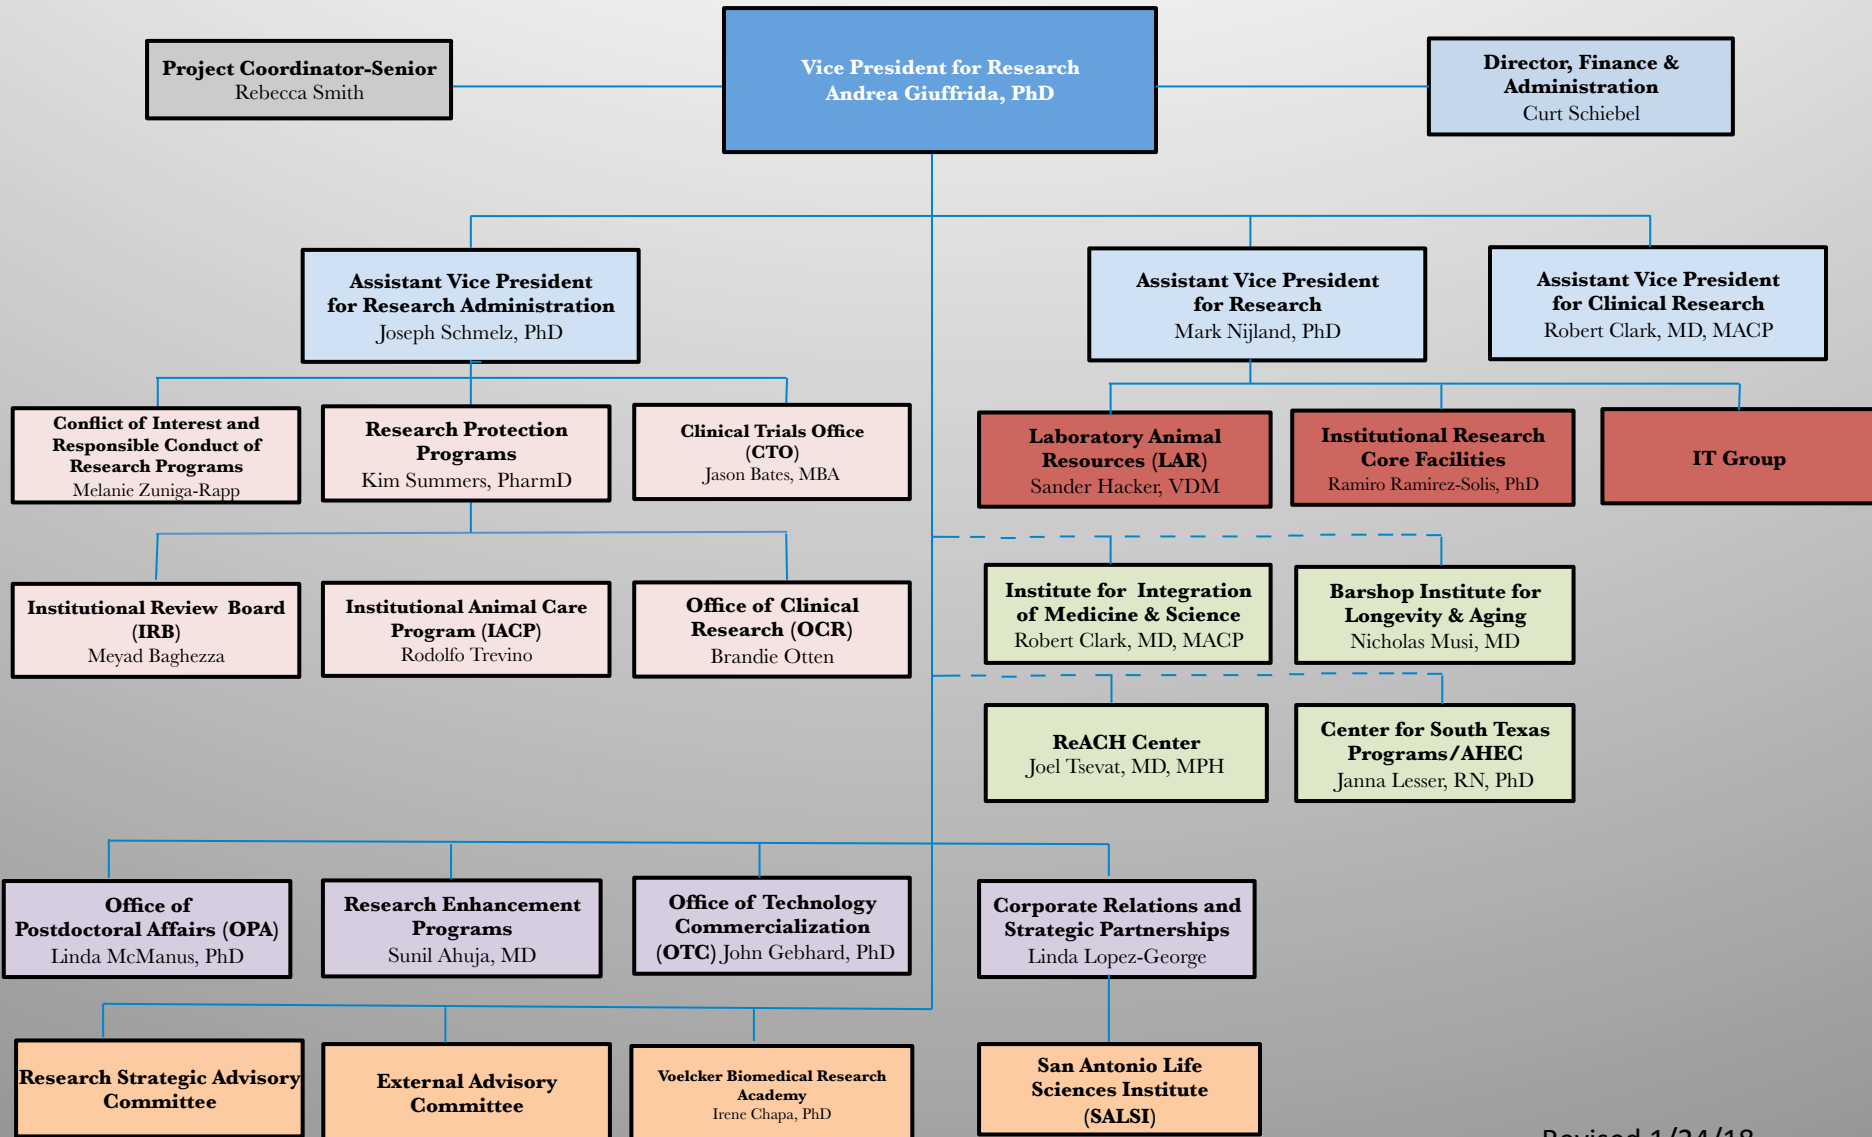 Project Coordinator-Senior
Rebecca Smith
Vice President for Research
Andrea Giuffrida, PhD
Director, Finance &
Administration
Curt Schiebel
Assistant Vice President
for Research Administration
Joseph Schmelz, PhD
Assistant Vice President
for Research
Mark Nijland, PhD
Assistant Vice President
for Clinical Research
Robert Clark, MD, MACP
Conflict of Interest and
Responsible Conduct of
Research Programs
Melanie Zuniga-Rapp
Research Protection
Programs
Kim Summers, PharmD
Clinical Trials Office
(CTO)
Jason Bates, MBA
Laboratory Animal
Resources (LAR)
Sander Hacker, VDM
Institutional Research
Core Facilities
Ramiro Ramirez-Solis, PhD
IT Group
Institutional Review Board
(IRB)
Meyad Baghezza
Institutional Animal Care
Program (IACP)
Rodolfo Trevino
Office of Clinical
Research (OCR)
Brandie Otten
Institute for Integration
of Medicine & Science
Robert Clark, MD, MACP
Barshop Institute for
Longevity & Aging
Nicholas Musi, MD
ReACH Center
Joel Tsevat, MD, MPH
Center for South Texas
Programs/AHEC
Janna Lesser, RN, PhD
Office of
Postdoctoral Affairs (OPA)
Linda McManus, PhD
Research Enhancement
Programs
Sunil Ahuja, MD
Office of Technology
Commercialization
(OTC) John Gebhard, PhD
Corporate Relations and
Strategic Partnerships
Linda Lopez-George
Research Strategic Advisory
Committee
External Advisory
Committee
Voelcker Biomedical Research
Academy
Irene Chapa, PhD
San Antonio Life
Sciences Institute
(SALSI)
Revised 1/24/18